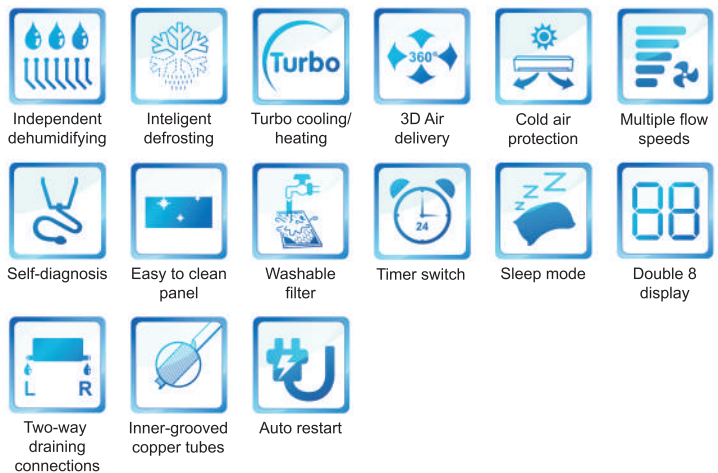 Turbo
360°
Independent
dehumidifying
Inteligent
defrosting
Turbo cooling/
heating
3D Air
delivery
Cold air
protection
Multiple flow
speeds
24
Z Z Z
88
Self-diagnosis
Easy to clean
panel
Washable
filter
Timer switch
Sleep mode
Double 8
display
L R
Two-way
draining
connections
Inner-grooved
copper tubes
Auto restart